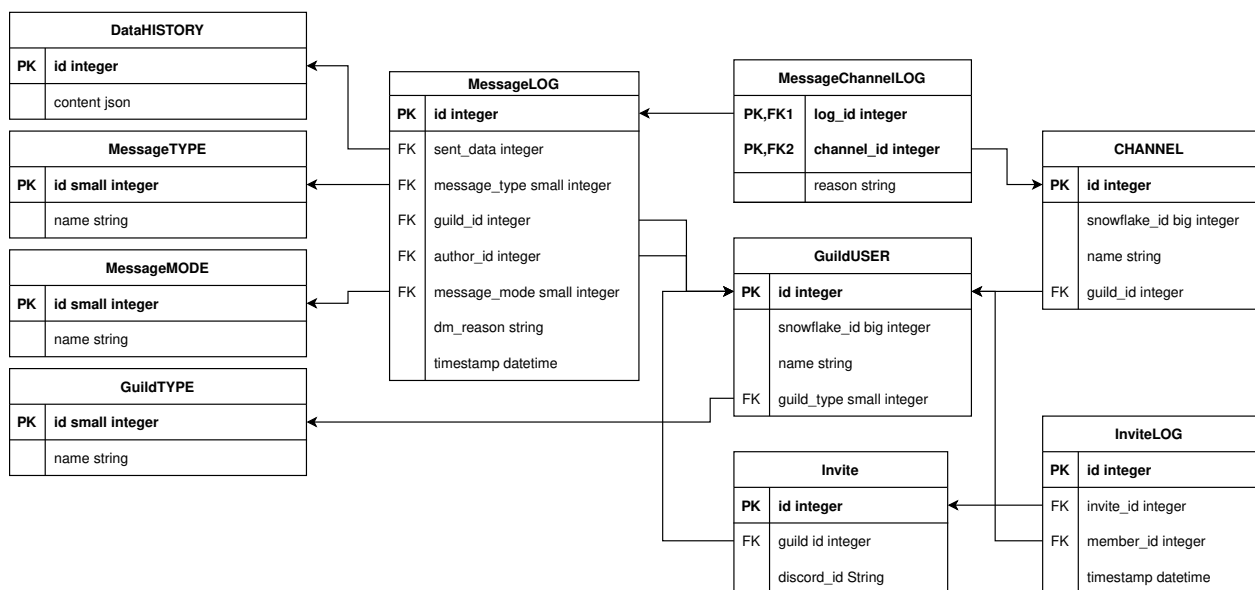 DataHISTORY
PK id integer
content json
MessageTYPE
PK id small integer
name string
MessageMODE
PK id small integer
name string
GuildTYPE
PK id small integer
name string
MessageLOG
PK id integer
FK sent_data integer
FK message_type small integer
FK guild_id integer
FK author_id integer
FK message_mode small integer
dm_reason string
timestamp datetime
MessageChannelLOG
PK,FK1 log_id integer
PK,FK2 channel_id integer
reason string
GuildUSER
PK id integer
snowflake_id big integer
name string
FK guild_type small integer
Invite
PK id integer
FK guild id integer
discord_id String
CHANNEL
PK id integer
snowflake_id big integer
name string
FK guild_id integer
InviteLOG
PK id integer
FK invite_id integer
FK member_id integer
timestamp datetime